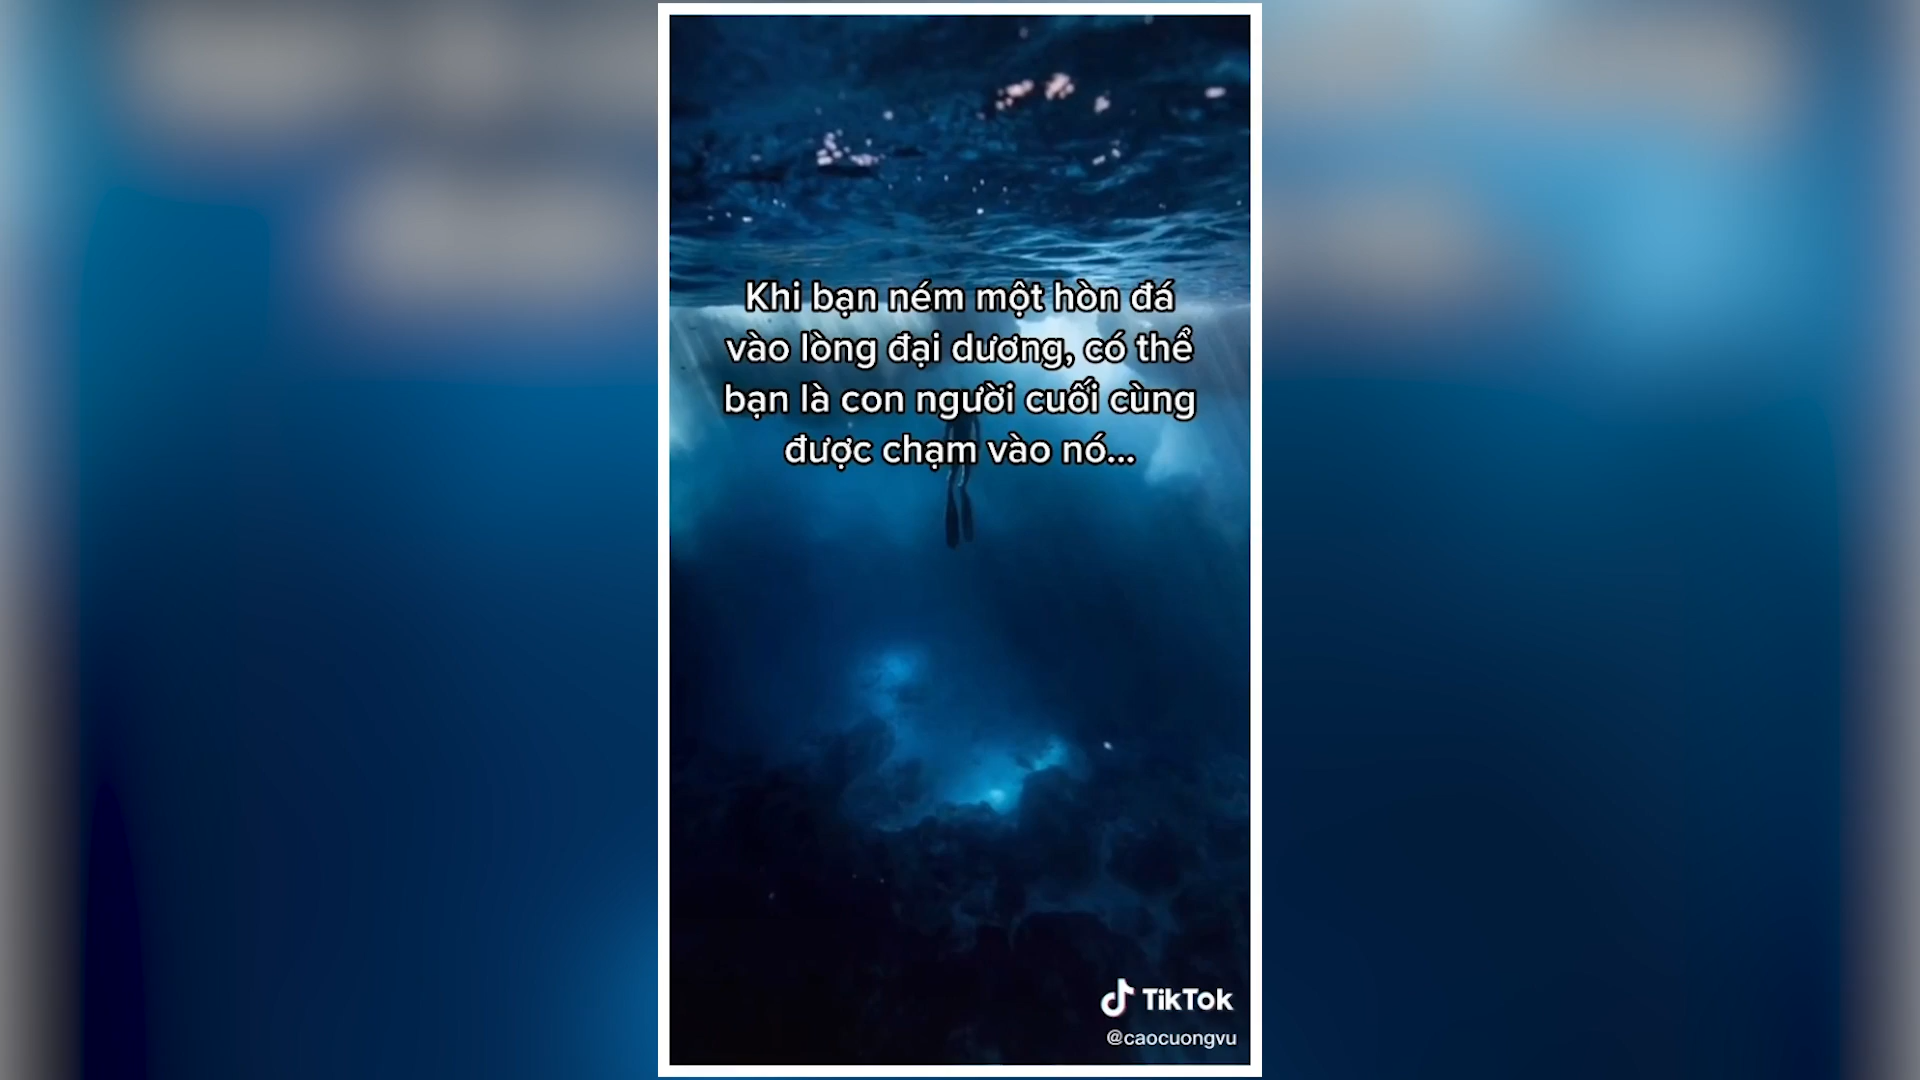 Khi bạn ném một hòn đá
vào lòng đại dương, có thể
bạn là con người cuối cùng
được chạm vào nó...
TikTok
@caocuongvu